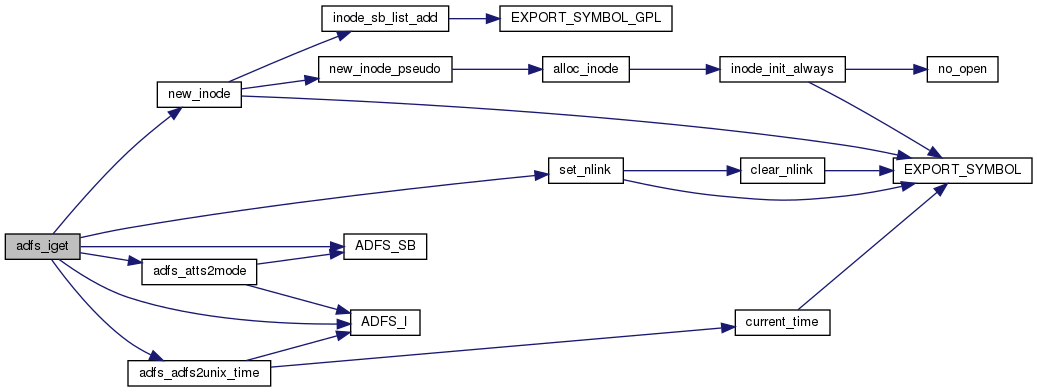 inode_sb_list_add
EXPORT_SYMBOL_GPL
new_inode_pseudo
alloc_inode
inode_init_always
no_open
new_inode
set_nlink
clear_nlink
EXPORT_SYMBOL
adfs_iget
ADFS_SB
adfs_atts2mode
ADFS_I
current_time
adfs_adfs2unix_time